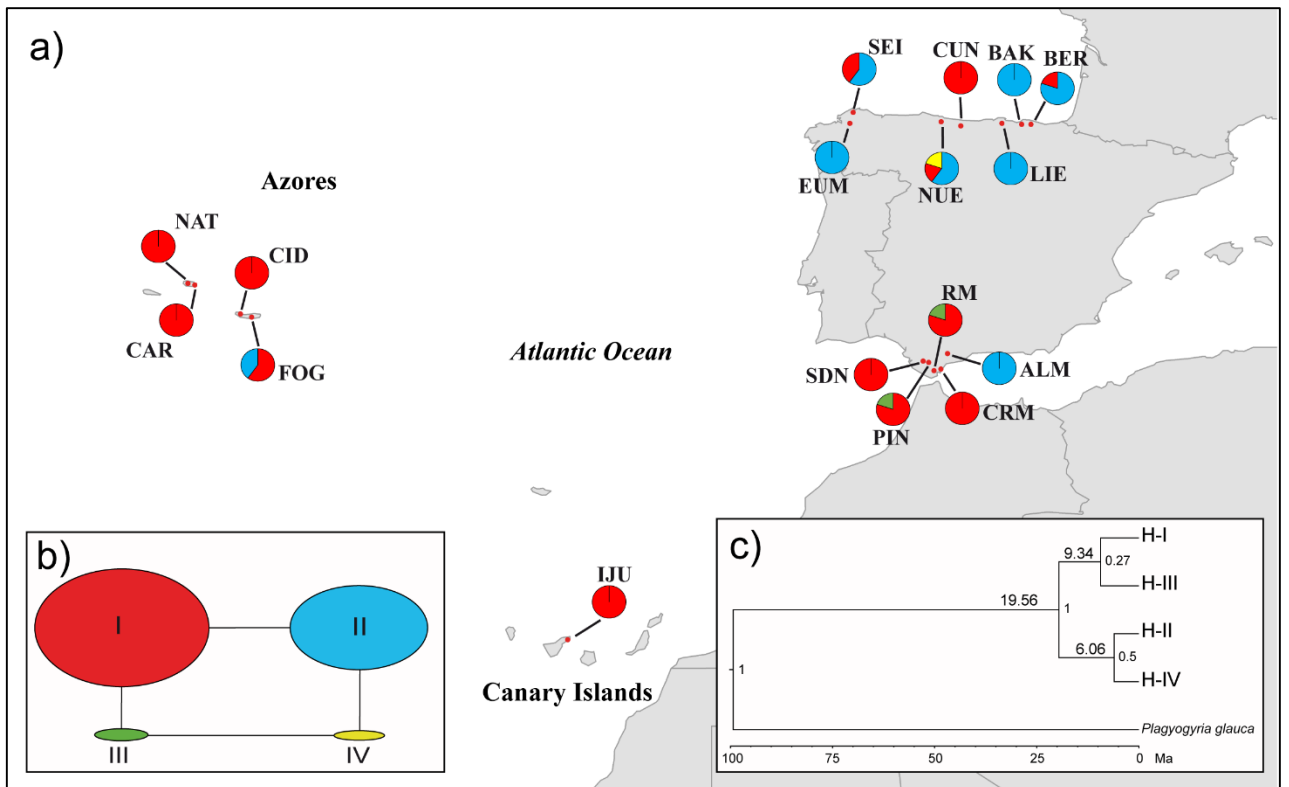 a)
SEI
CUN
BAK
BER
EUM
NUE
LIE
Azores
NAT
CID
CAR
FOG
Atlantic Ocean
RM
SDN
ALM
PIN
CRM
IJU
Canary Islands
b)
I
II
III
IV
c)
H-I
9.34
0.27
H-III
19.56
1
H-II
6.06
0.5
H-IV
1
Plagyogyria glauca
100 75 50 25 0 Ma